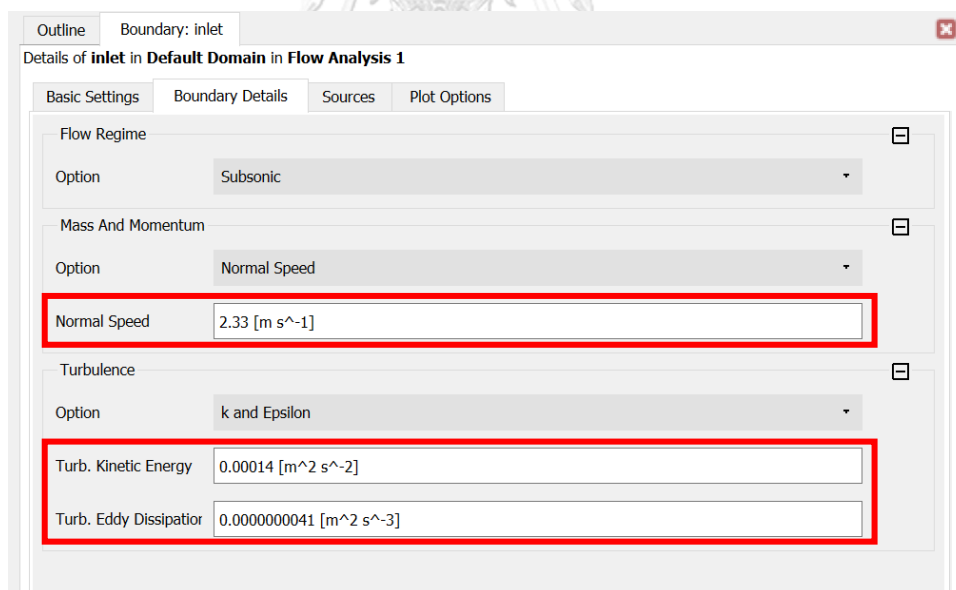 Outline Boundary: inlet
Details of inlet in Default Domain in Flow Analysis 1
Basic Settings Boundary Details Sources Plot Options
Flow Regime
Option Subsonic
Mass And Momentum
Option Normal Speed
Normal Speed 2.33 [m s^-1]
Turbulence
Option k and Epsilon
Turb. Kinetic Energy 0.00014 [m^2 s^-2]
Turb. Eddy Dissipation 0.0000000041 [m^2 s^-3]